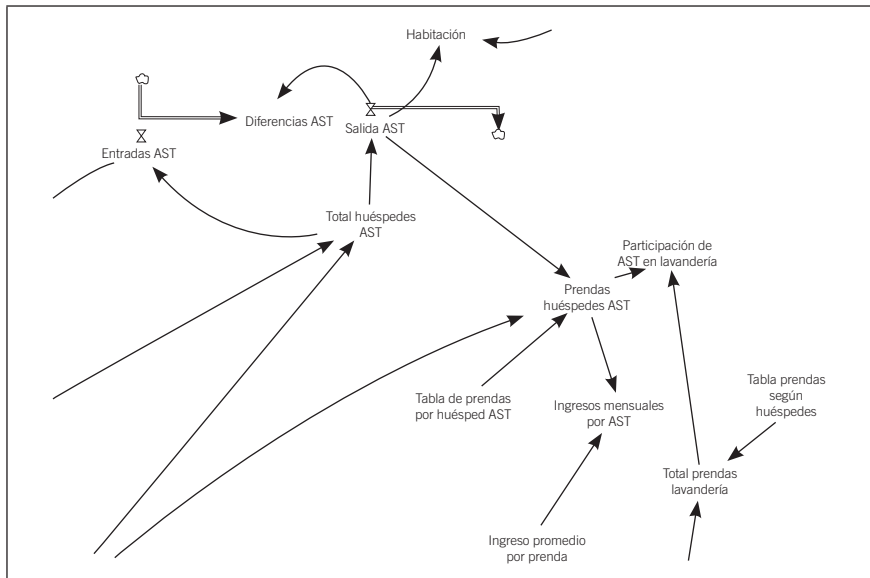 Habitación
Diferencias AST
Salida AST
Entradas AST
Total huéspedes
AST
Participación de
AST en lavandería
Prendas
huéspedes AST
Tabla de prendas
por huésped AST
Ingresos mensuales
por AST
Tabla prendas
según
huéspedes
Total prendas
lavandería
Ingreso promedio
por prenda